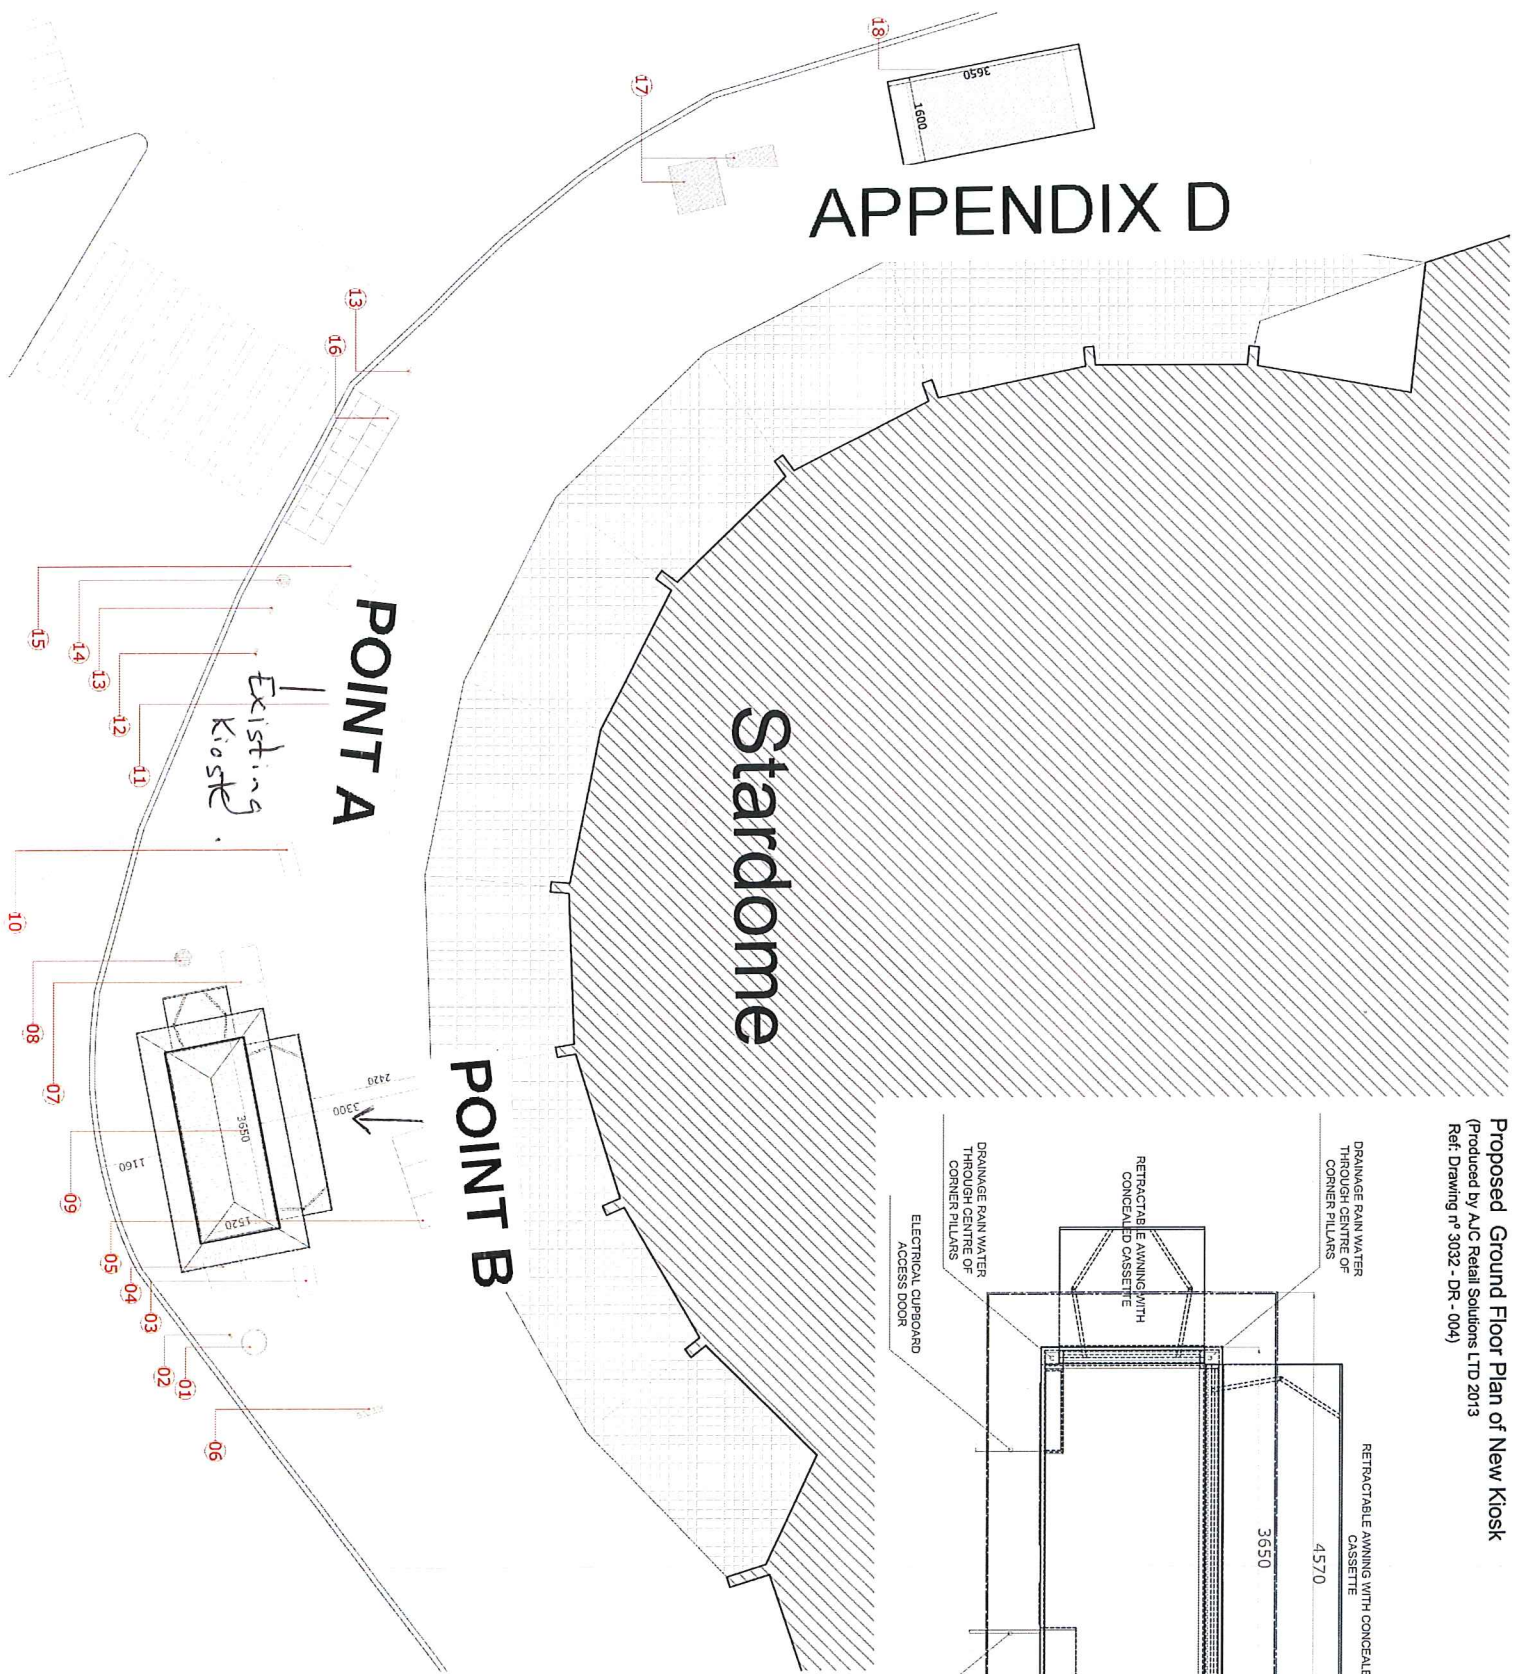 APPENDIX D
Stardome
POINT A
Existing
Kiosk.
POINT B
Proposed Ground Floor Plan of New Kiosk
(Produced by AJC Retail Solutions LTD 2013
Ref: Drawing nº 3032 - DR - 004)
DRAINAGE RAIN WATER
THROUGH CENTRE OF
CORNER PILLARS
RETRACTABLE AWNING WITH
CONCEALED CASSETTE
DRAINAGE RAIN WATER
THROUGH CENTRE OF
CORNER PILLARS
ELECTRICAL CUPBOARD
ACCESS DOOR
RETRACTABLE AWNING WITH CONCEALE
CASSETTE
4570
3650
3650
1600
2420
3300
3650
1520
1160
18
17
13
16
15
14
13
12
11
10
08
07
09
05
04
03
02
01
06